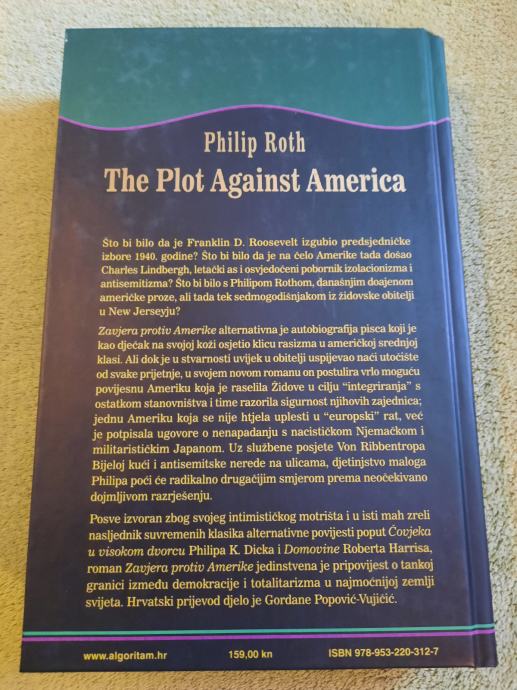 Philip Roth
The Plot Against America
Što bi bilo da je Franklin D. Roosevelt izgubio predsjedničke
izbore 1940. godine? Što bi bilo da je na čelo Amerike tada došao
Charles Lindbergh, letački as i osvjedočeni pobornik izolacionizma i
antisemitizma? Što bi bilo s Philipom Rothom, današnjim doajenom
američke proze, ali tada tek sedmogodišnjakom iz židovske obitelji
u New Jerseyju?
Zavjera protiv Amerike alternativna je autobiografija pisca koji je
kao dječak na svojoj koži osjetio klicu rasizma u američkoj srednjoj
klasi. Ali dok je u stvarnosti uvijek u obitelji uspijevao naći utočište
od svake prijetnje, u svojem novom romanu on postulira vrlo moguću
povijesnu Ameriku koja je raselila Židove u cilju “integriranja” s
ostatkom stanovništva i time razorila sigurnost njihovih zajednica;
jednu Ameriku koja se nije htjela uplesti u “europski” rat, već
je potpisala ugovore o nenapadanju s nacističkom Njemačkom i
militarističkim Japanom. Uz službene posjete Von Ribbentropa
Bijeloj kući i antisemitske nerede na ulicama, djetinjstvo maloga
Philipa poći će radikalno drugačijim smjerom prema neočekivano
dojmljivom razrješenju.
Posve izvoran zbog svojeg intimističkog motrišta i u isti mah zreli
nasljednik suvremenih klasika alternativne povijesti poput Čovjeka
u visokom dvorcu Philipa K. Dicka i Domovine Roberta Harrisa,
roman Zavjera protiv Amerike jedinstvena je pripovijest o tankoj
granici između demokracije i totalitarizma u najmoćnijoj zemlji
svijeta. Hrvatski prijevod djelo je Gordane Popović-Vujičić.
www.algoritam.hr 159,00 kn ISBN 978-953-220-312-7